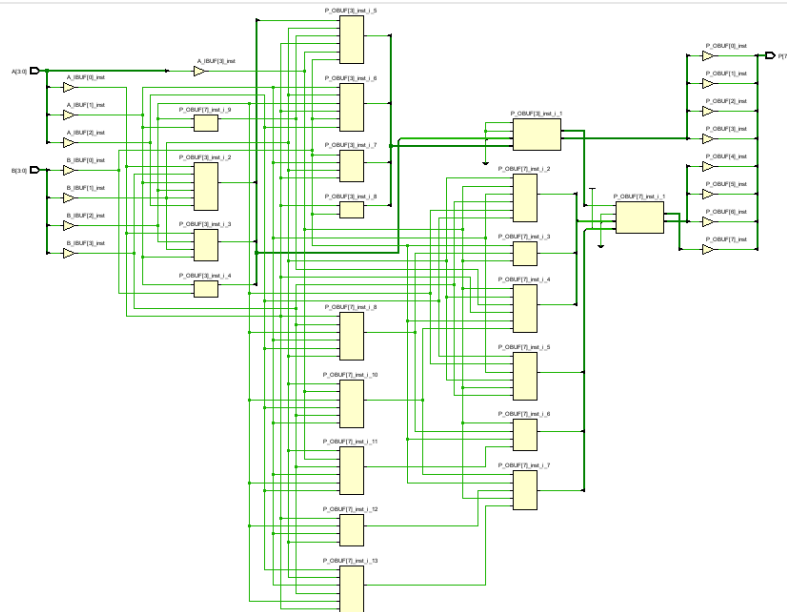 A[3:0]
A_IBUF[0]_inst
A_IBUF[1]_inst
A_IBUF[2]_inst
A_IBUF[3]_inst
B[3:0]
B_IBUF[0]_inst
B_IBUF[1]_inst
B_IBUF[2]_inst
B_IBUF[3]_inst
P_OBUF[7]_inst_i_9
P_OBUF[3]_inst_i_2
P_OBUF[3]_inst_i_3
P_OBUF[3]_inst_i_4
P_OBUF[3]_inst_i_5
P_OBUF[3]_inst_i_6
P_OBUF[3]_inst_i_7
P_OBUF[3]_inst_i_8
P_OBUF[7]_inst_i_8
P_OBUF[7]_inst_i_10
P_OBUF[7]_inst_i_11
P_OBUF[7]_inst_i_12
P_OBUF[7]_inst_i_13
P_OBUF[3]_inst_i_1
P_OBUF[7]_inst_i_2
P_OBUF[7]_inst_i_3
P_OBUF[7]_inst_i_4
P_OBUF[7]_inst_i_5
P_OBUF[7]_inst_i_6
P_OBUF[7]_inst_i_7
P_OBUF[7]_inst_i_1
P_OBUF[0]_inst
P_OBUF[1]_inst
P_OBUF[2]_inst
P_OBUF[3]_inst
P_OBUF[4]_inst
P_OBUF[5]_inst
P_OBUF[6]_inst
P_OBUF[7]_inst
P[7